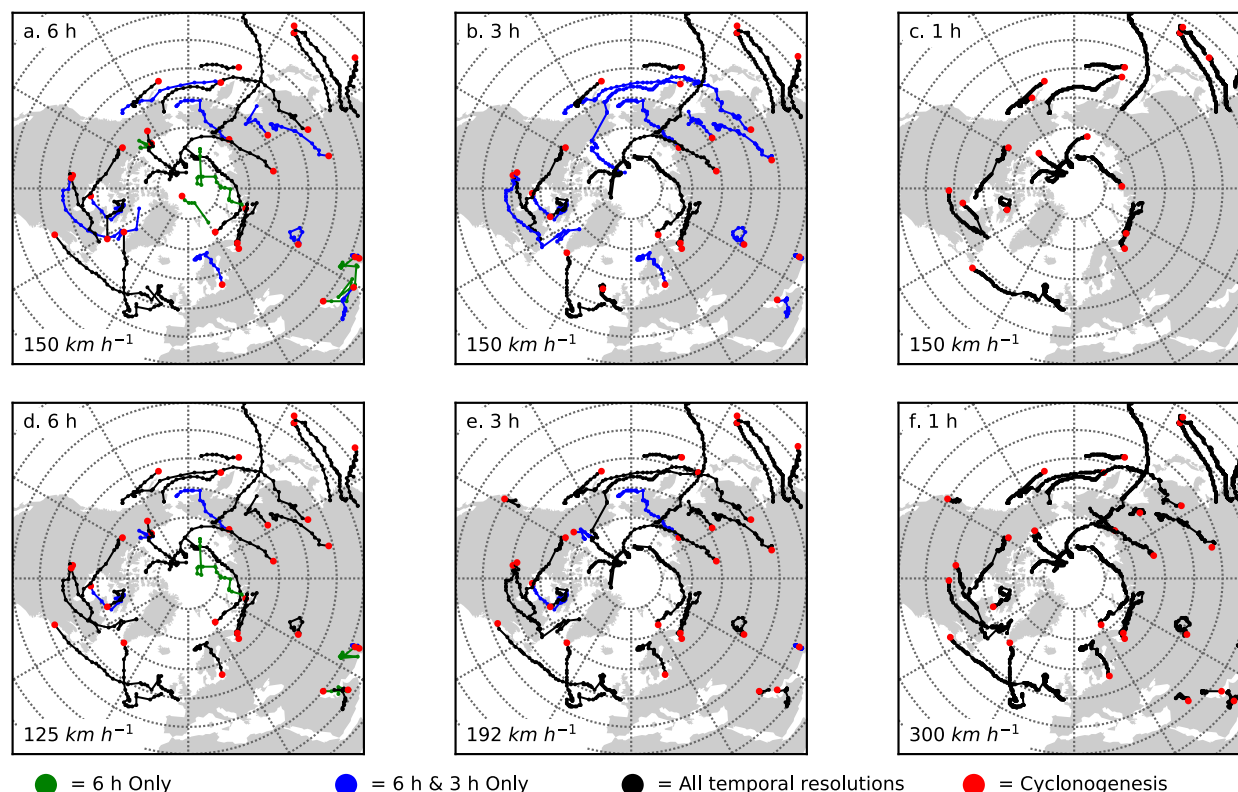 a. 6 h
b. 3 h
c. 1 h
150 km h⁻¹
150 km h⁻¹
150 km h⁻¹
d. 6 h
e. 3 h
f. 1 h
125 km h⁻¹
192 km h⁻¹
300 km h⁻¹
= 6 h Only
= 6 h & 3 h Only
= All temporal resolutions
= Cyclonogenesis